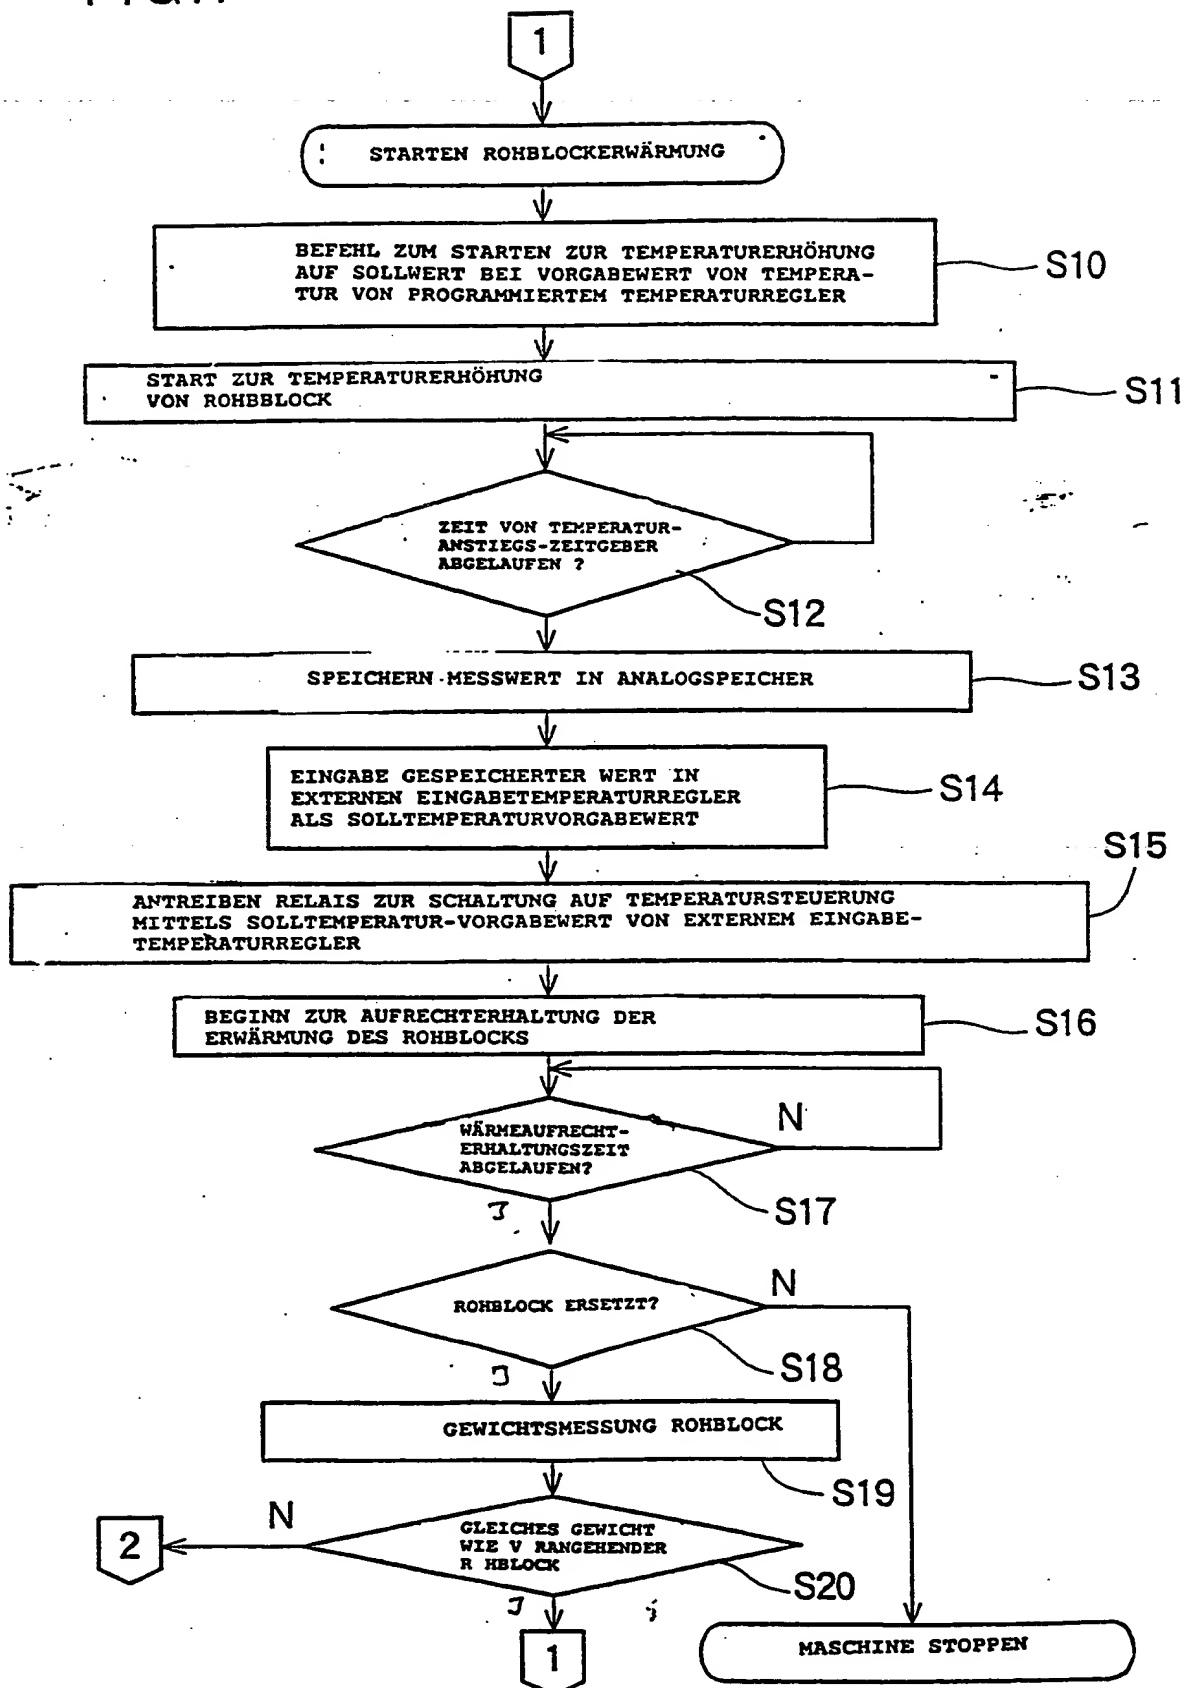 1
STARTEN ROHBLOCKERWÄRMUNG
BEFEHL ZUM STARTEN ZUR TEMPERATURERHÖHUNG
AUF SOLLWERT BEI VORGABEWERT VON TEMPERA-
TUR VON PROGRAMMIERTEM TEMPERATURREGLER
S10
START ZUR TEMPERATURERHÖHUNG
VON ROHBBLOCK
S11
ZEIT VON TEMPERATUR-
ANSTIEGS-ZEITGEBER
ABGELAUFEN ?
S12
SPEICHERN MESSWERT IN ANALOGSPEICHER
S13
EINGABE GESPEICHERTER WERT IN
EXTERNEN EINGABETEMPERATURREGLER
ALS SOLLTEMPERATURVORGABEWERT
S14
S15
ANTREIBEN RELAIS ZUR SCHALTUNG AUF TEMPERATURSTEUERUNG
MITTELS SOLLTEMPERATUR-VORGABEWERT VON EXTERNEM EINGABE-
TEMPERATURREGLER
BEGINN ZUR AUFRECHTERHALTUNG DER
ERWÄRMUNG DES ROHBLOCKS
S16
N
WÄRMEAUFRECHT-
ERHALTUNGSZEIT
ABGELAUFEN?
J
S17
N
ROHBLOCK ERSETZT?
J
S18
GEWICHTSMESSUNG ROHBLOCK
S19
N
2
GLEICHES GEWICHT
WIE V RANGEHENDER
R HBLOCK
S20
J
1
MASCHINE STOPPEN